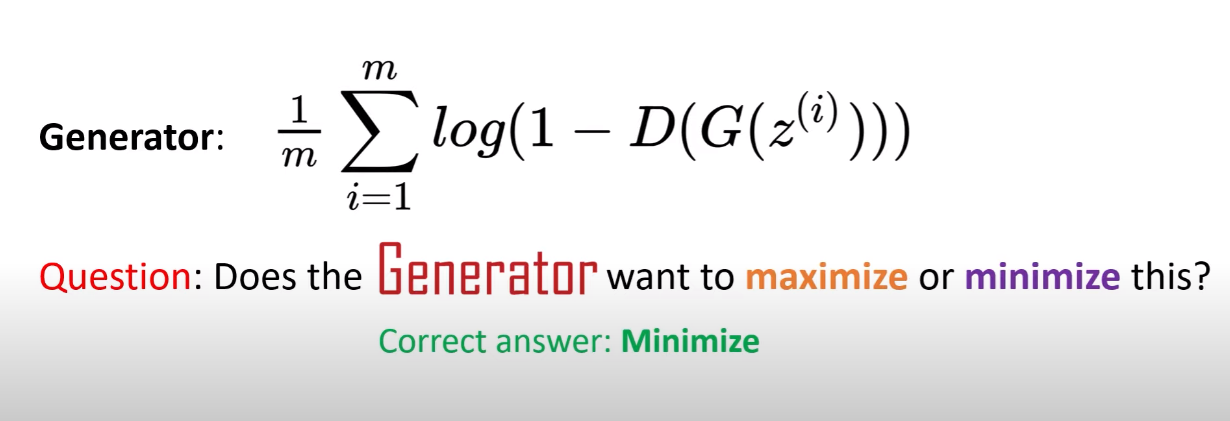 Generator: \frac{1}{m} \sum_{i=1}^{m} log(1 - D(G(z^{(i)})))
Question: Does the Generator want to maximize or minimize this?
Correct answer: Minimize